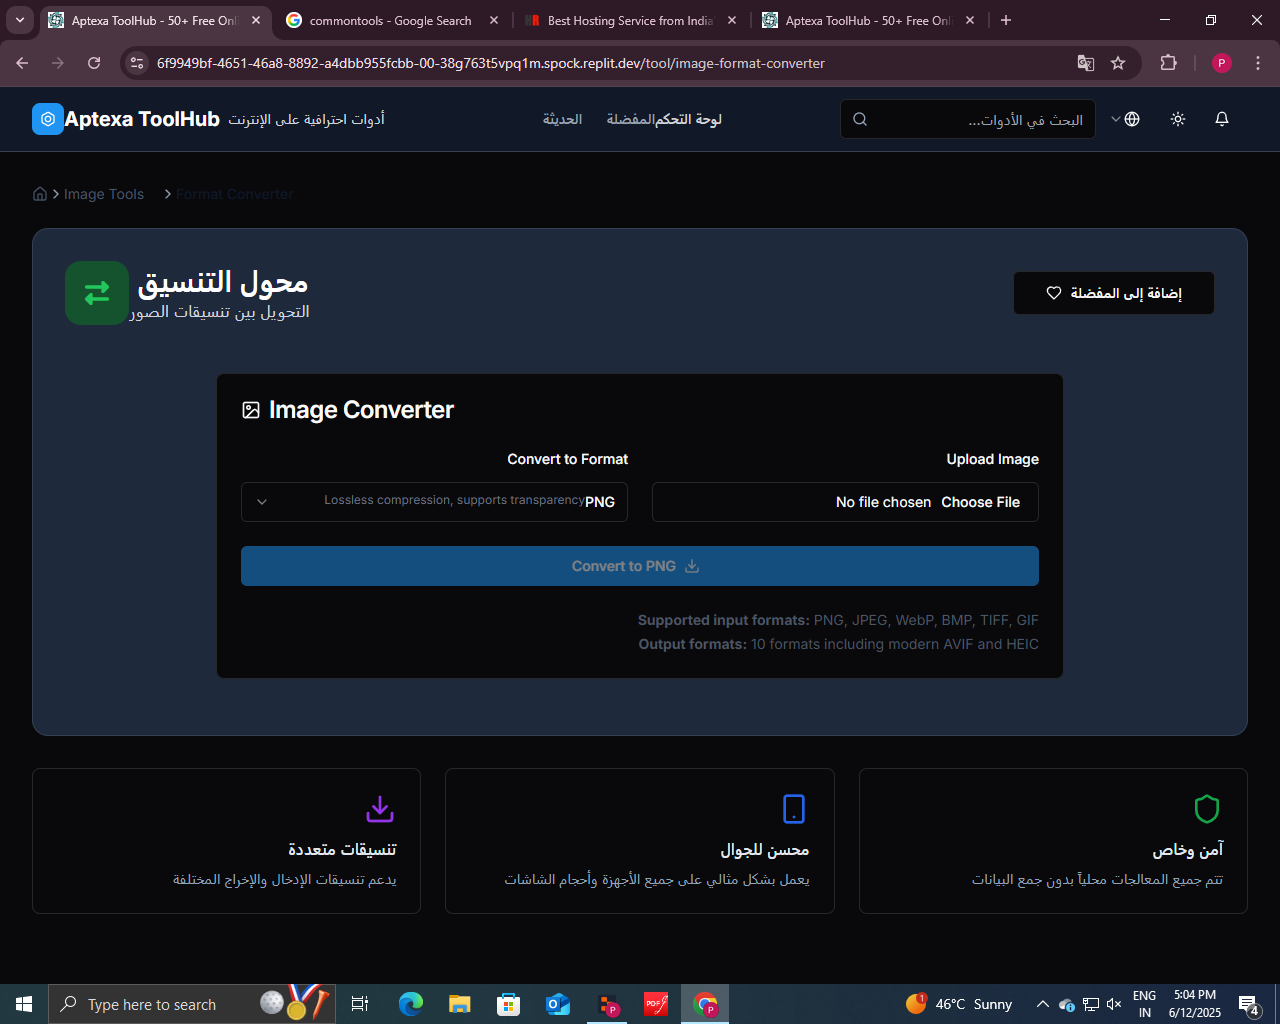 Aptexa ToolHub - 50+ Free Onl
commontools - Google Search
Best Hosting Service from India
Aptexa ToolHub - 50+ Free Onl
6f9949bf-4651-46a8-8892-a4dbb955fcbb-00-38g763t5vpq1m.spock.replit.dev/tool/image-format-converter
P
Aptexa ToolHub
أدوات احترافية على الإنترنت
لوحة التحكم
المفضلة
الحديثة
البحث في الأدوات...
Image Tools
Format Converter
محول التنسيق
التحويل بين تنسيقات الصور
إضافة إلى المفضلة
Image Converter
Upload Image
Convert to Format
Choose File No file chosen
PNG Lossless compression, supports transparency
Convert to PNG
Supported input formats: PNG, JPEG, WebP, BMP, TIFF, GIF
Output formats: 10 formats including modern AVIF and HEIC
آمن وخاص
تتم جميع المعالجات محلياً بدون جمع البيانات
محسن للجوال
يعمل بشكل مثالي على جميع الأجهزة وأحجام الشاشات
تنسيقات متعددة
يدعم تنسيقات الإدخال والإخراج المختلفة
Type here to search
PDF
1
46°C Sunny
ENG
IN
5:04 PM
6/12/2025
4